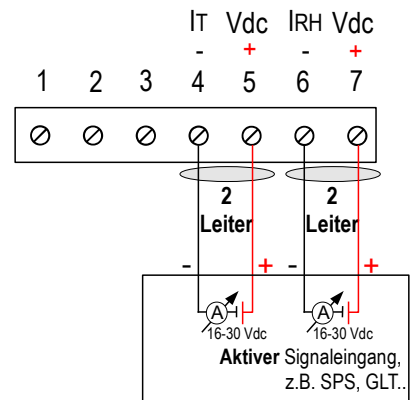 IT Vdc IRH Vdc
- + - +
1 2 3 4 5 6 7
2 2
Leiter Leiter
- + - +
A A
16-30 Vdc 16-30 Vdc
Aktiver Signaleingang,
z.B. SPS, GLT..